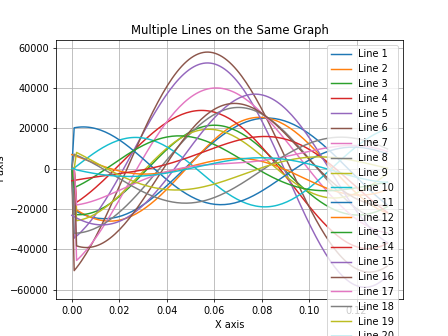 Multiple Lines on the Same Graph
60000
40000
20000
0
−20000
−40000
−60000
0.00
0.02
0.04
0.06
0.08
0.10
X axis
Line 1
Line 2
Line 3
Line 4
Line 5
Line 6
Line 7
Line 8
Line 9
Line 10
Line 11
Line 12
Line 13
Line 14
Line 15
Line 16
Line 17
Line 18
Line 19
Line 20